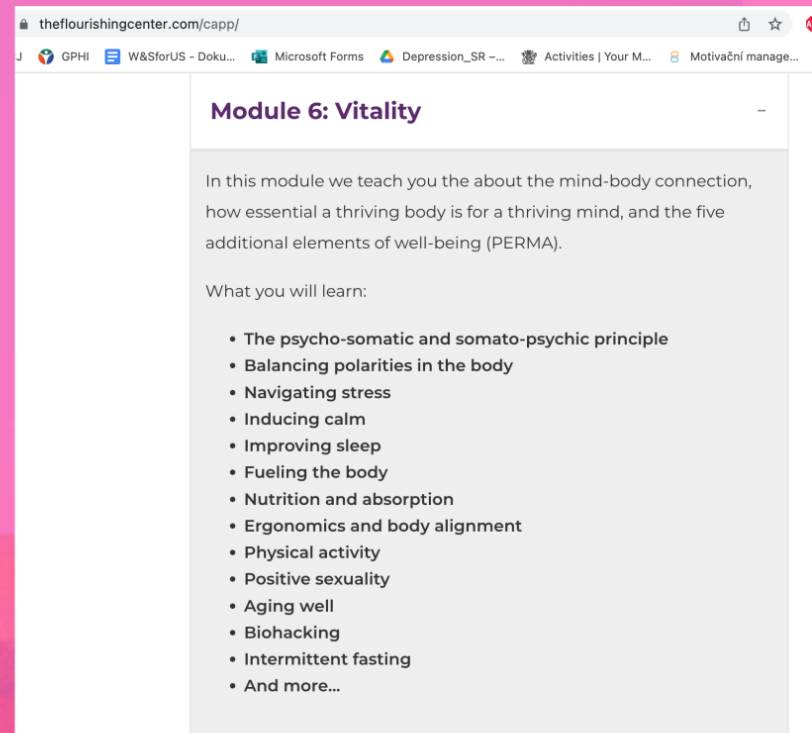 theflourishingcenter.com/capp/
J GPHI W&SforUS - Doku... Microsoft Forms Depression_SR –... Activities | Your M... Motivační manage...
Module 6: Vitality
In this module we teach you the about the mind-body connection,
how essential a thriving body is for a thriving mind, and the five
additional elements of well-being (PERMA).
What you will learn:
• The psycho-somatic and somato-psychic principle
• Balancing polarities in the body
• Navigating stress
• Inducing calm
• Improving sleep
• Fueling the body
• Nutrition and absorption
• Ergonomics and body alignment
• Physical activity
• Positive sexuality
• Aging well
• Biohacking
• Intermittent fasting
• And more...